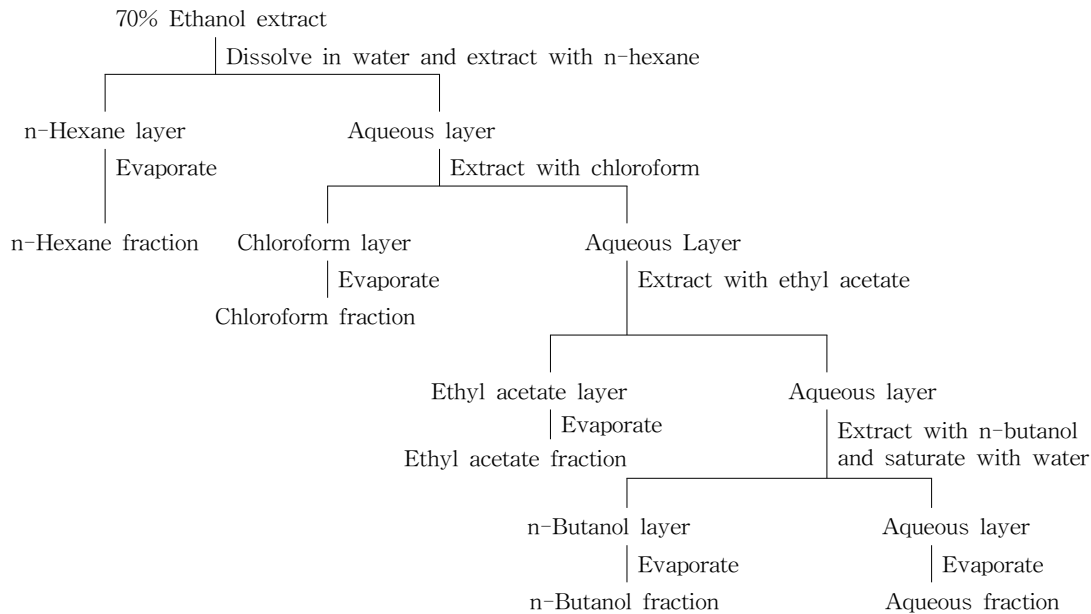 70% Ethanol extract
Dissolve in water and extract with n-hexane
n-Hexane layer
Aqueous layer
Evaporate
Extract with chloroform
n-Hexane fraction
Chloroform layer
Aqueous Layer
Evaporate
Extract with ethyl acetate
Chloroform fraction
Ethyl acetate layer
Aqueous layer
Evaporate
Extract with n-butanol
and saturate with water
Ethyl acetate fraction
n-Butanol layer
Aqueous layer
Evaporate
Evaporate
n-Butanol fraction
Aqueous fraction